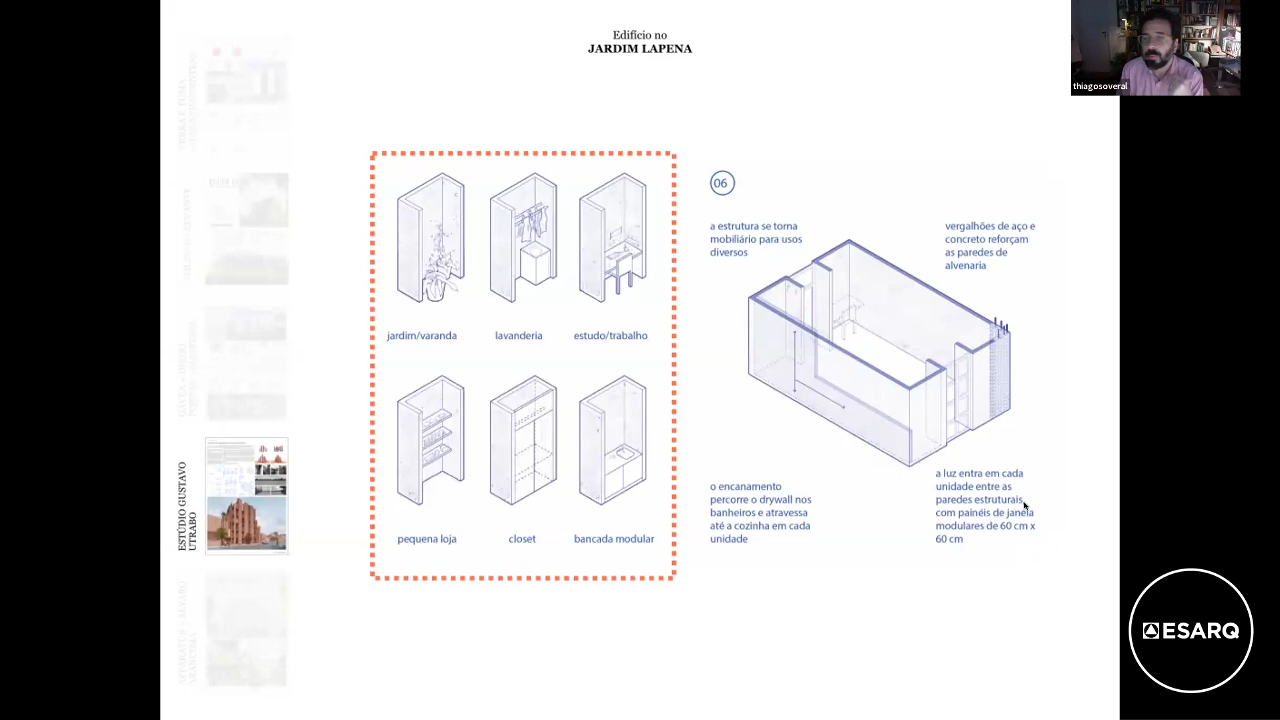 Edifício no
JARDIM LAPENA
thiagosoveral
06
a estrutura se torna
mobiliário para usos
diversos
vergalhões de aço e
concreto reforçam
as paredes de
alvenaria
jardim/varanda
lavanderia
estudo/trabalho
pequena loja
closet
bancada modular
o encanamento
percorre o drywall nos
banheiros e atravessa
até a cozinha em cada
unidade
a luz entra em cada
unidade entre as
paredes estruturais,
com painéis de janela
modulares de 60 cm x
60 cm
ESTÚDIO GUSTAVO
UTRABO
ESARQ